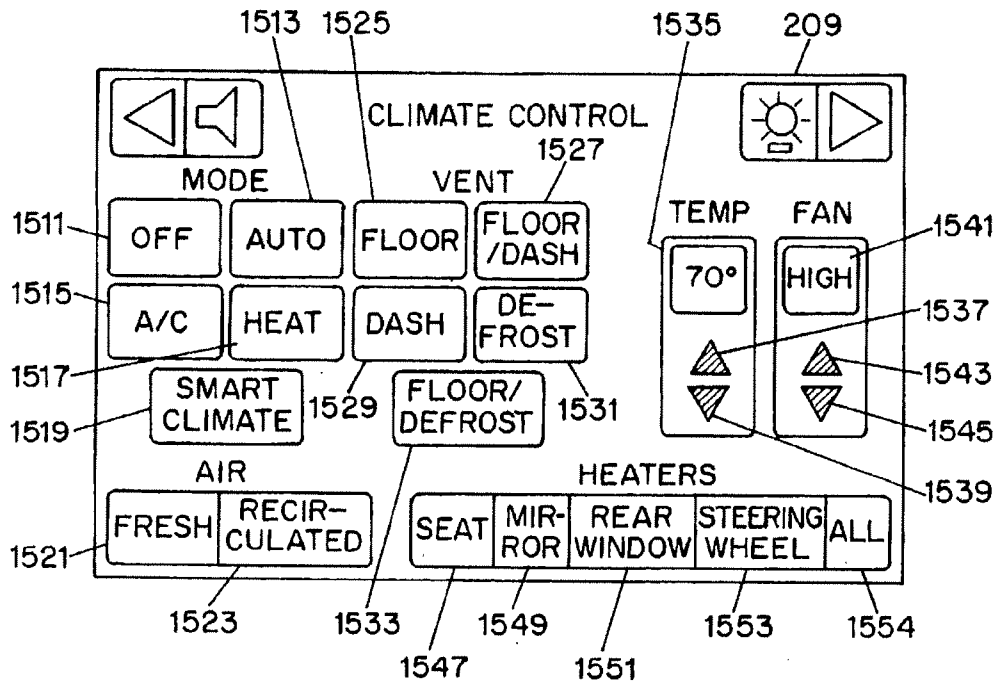 1513 1525 1535 209
CLIMATE CONTROL
1527
MODE VENT
TEMP FAN
1511 OFF AUTO FLOOR FLOOR
/DASH
70° HIGH 1541
1515 A/C HEAT DASH DE-
FROST
1537
1517
1543
1519 SMART
CLIMATE
1529 FLOOR/
DEFROST
1531
1545
1539
AIR HEATERS
1521 FRESH RECIR-
CULATED
SEAT MIR-
ROR
REAR
WINDOW
STEERING
WHEEL
ALL
1523 1533 1549 1553 1554
1547 1551